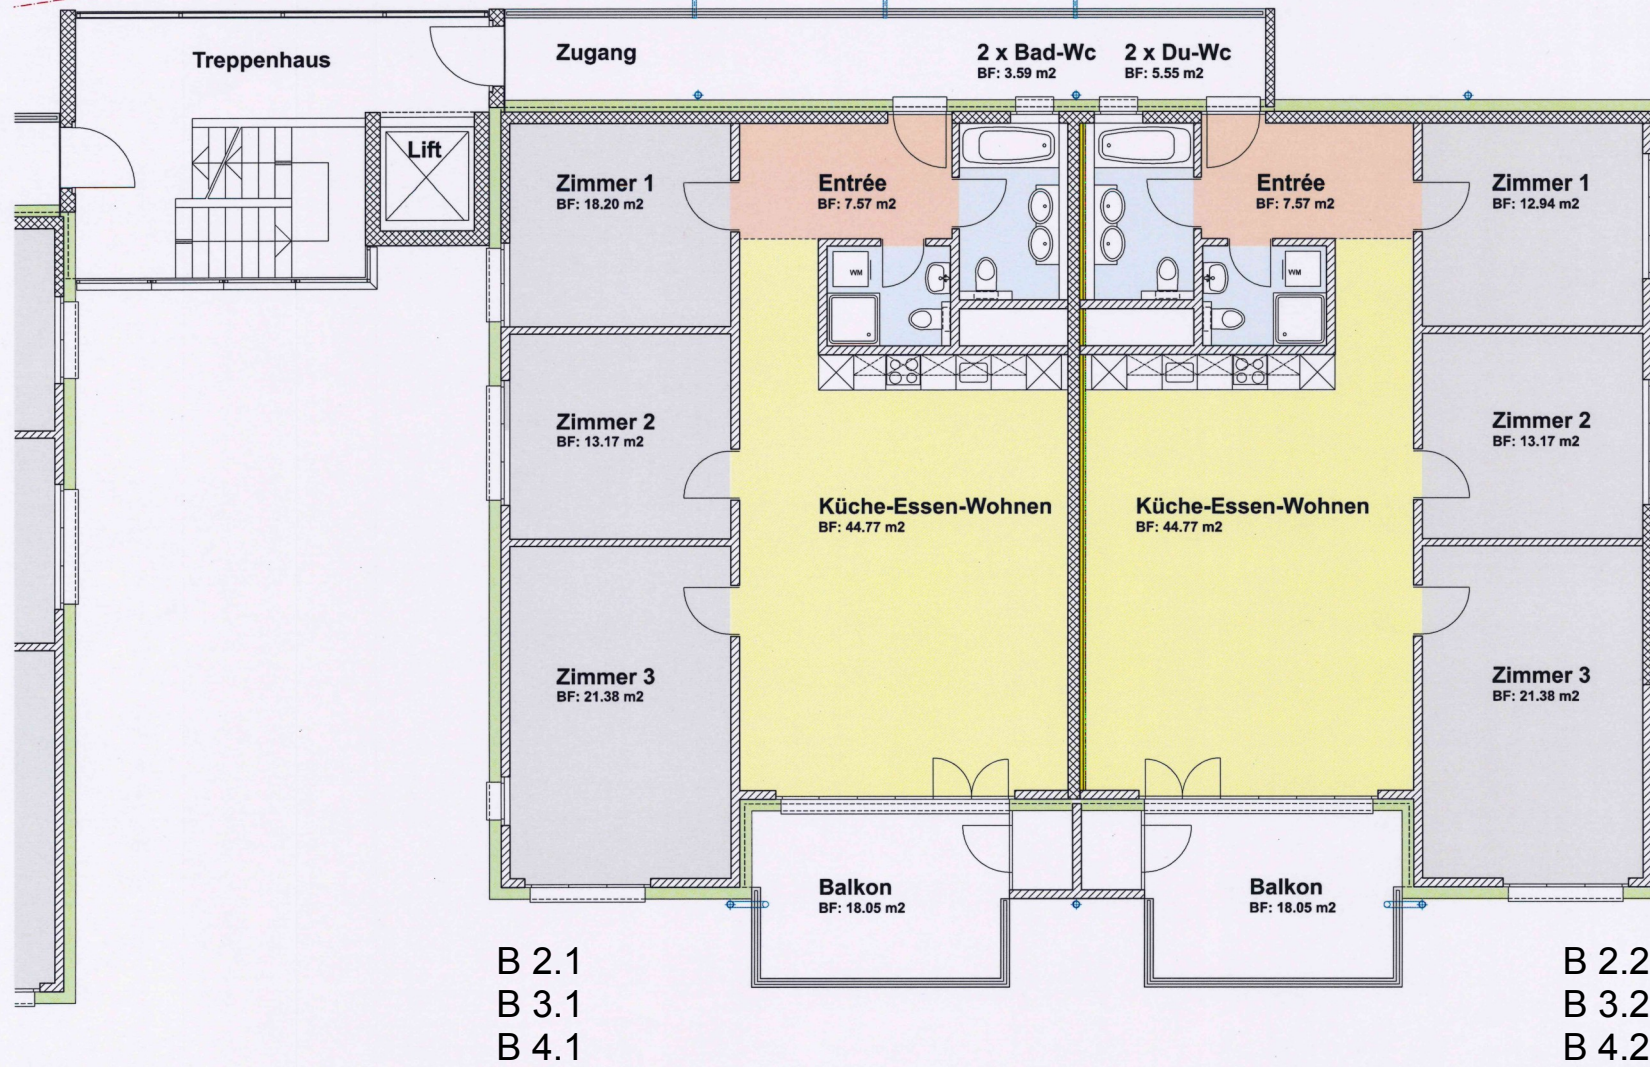 Treppenhaus
Zugang
2 x Bad-Wc
BF: 3.59 m2
2 x Du-Wc
BF: 5.55 m2
Lift
Zimmer 1
BF: 18.20 m2
Entrée
BF: 7.57 m2
Entrée
BF: 7.57 m2
Zimmer 1
BF: 12.94 m2
WM
WM
Zimmer 2
BF: 13.17 m2
Zimmer 2
BF: 13.17 m2
Küche-Essen-Wohnen
BF: 44.77 m2
Küche-Essen-Wohnen
BF: 44.77 m2
Zimmer 3
BF: 21.38 m2
Zimmer 3
BF: 21.38 m2
Balkon
BF: 18.05 m2
Balkon
BF: 18.05 m2
B 2.1
B 3.1
B 4.1
B 2.2
B 3.2
B 4.2